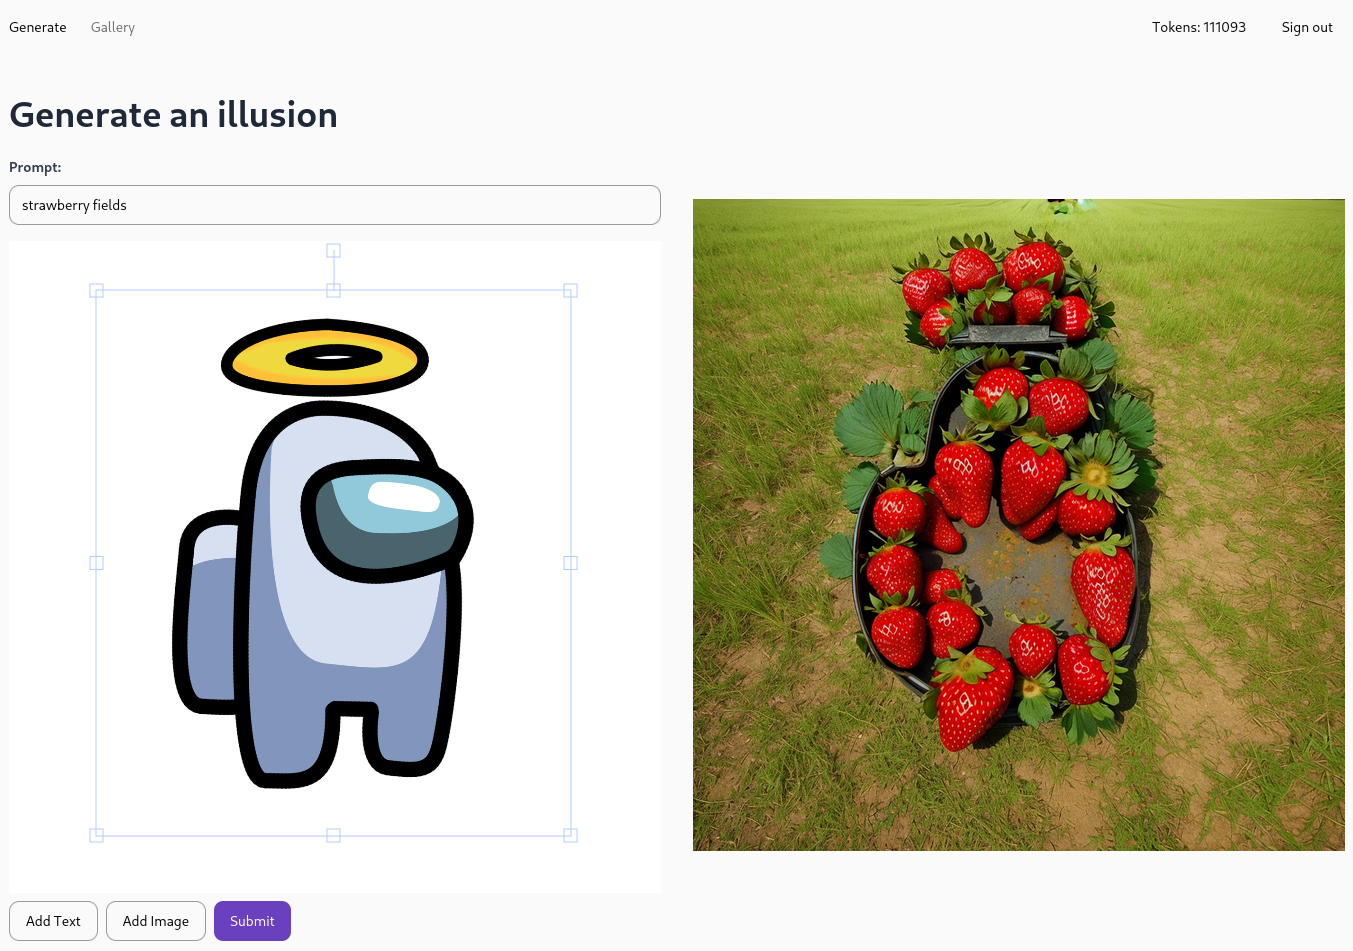 Generate Gallery Tokens: 111093 Sign out
Generate an illusion
Prompt:
strawberry fields
Add Text Add Image Submit